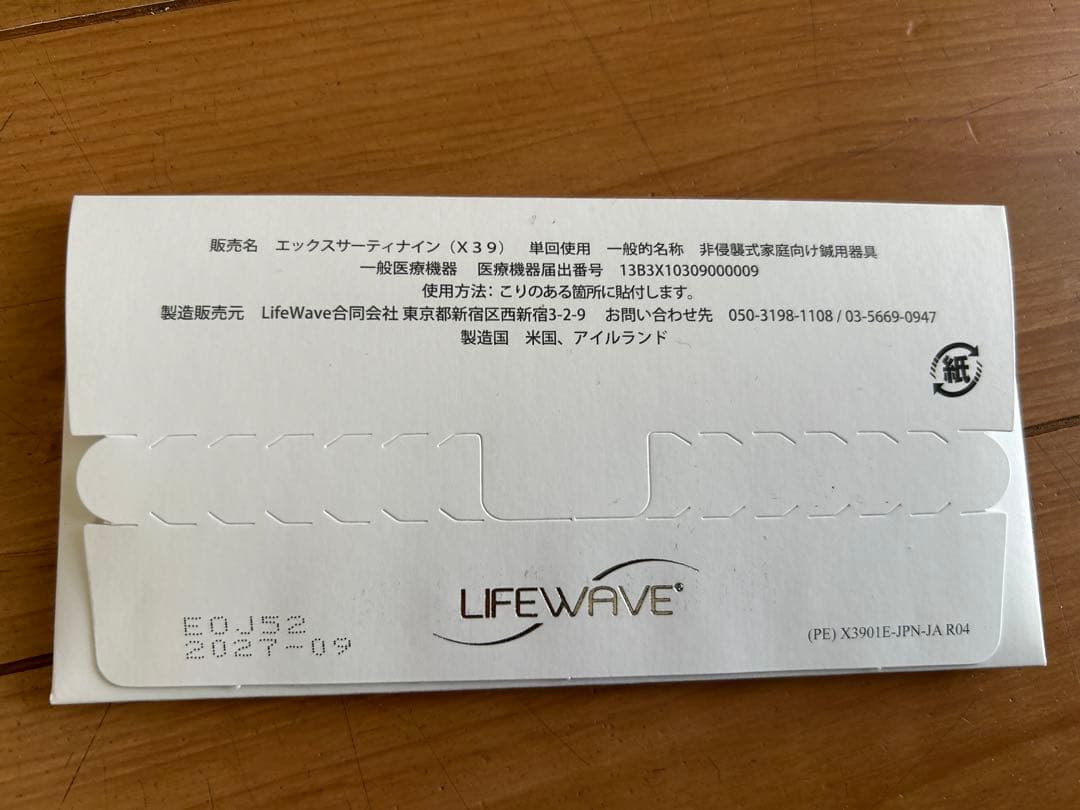 販売名 エックスサーティナイン（X３９） 単回使用 一般的名称 非侵襲式家庭向け鍼用器具
一般医療機器 医療機器届出番号 13B3X10309000009
使用方法：こりのある箇所に貼付します。
製造販売元 LifeWave合同会社 東京都新宿区西新宿3-2-9 お問い合わせ先 050-3198-1108 / 03-5669-0947
製造国 米国、アイルランド
紙
LIFEWAVE®
E0J52
2027-09
(PE) X3901E-JPN-JA R04